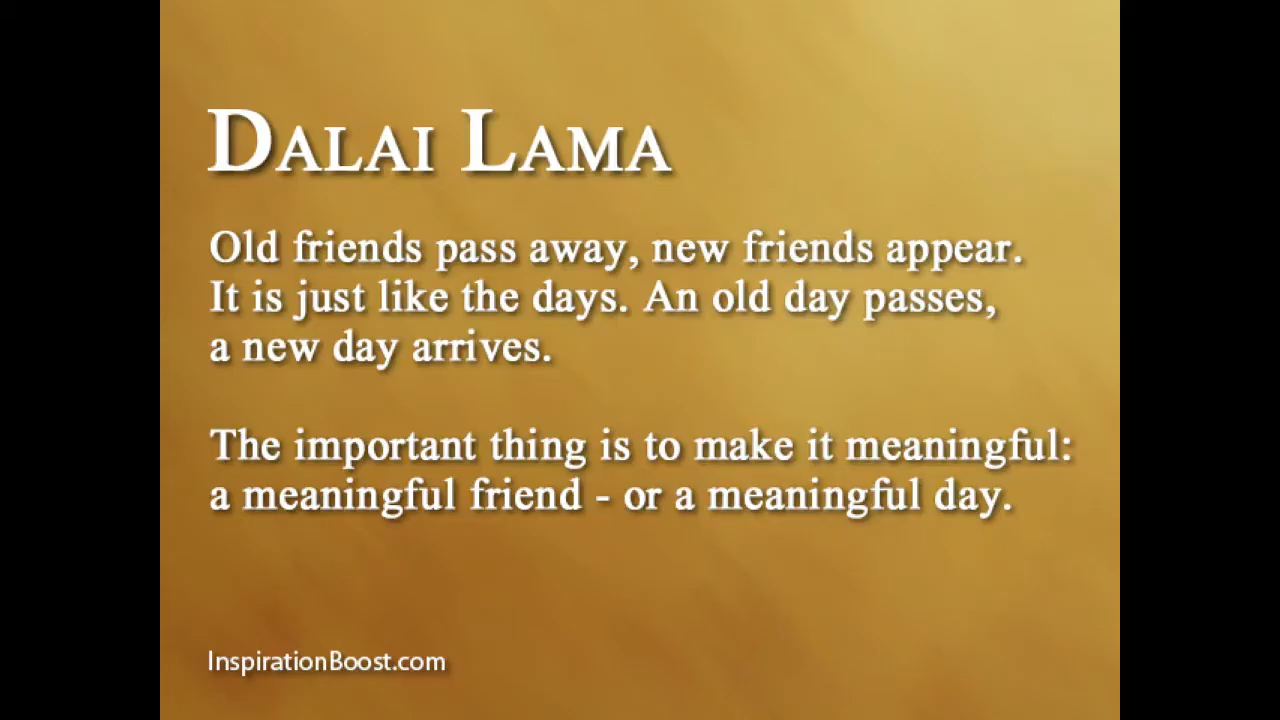 DALAI LAMA
Old friends pass away, new friends appear.
It is just like the days. An old day passes,
a new day arrives.
The important thing is to make it meaningful:
a meaningful friend - or a meaningful day.
InspirationBoost.com